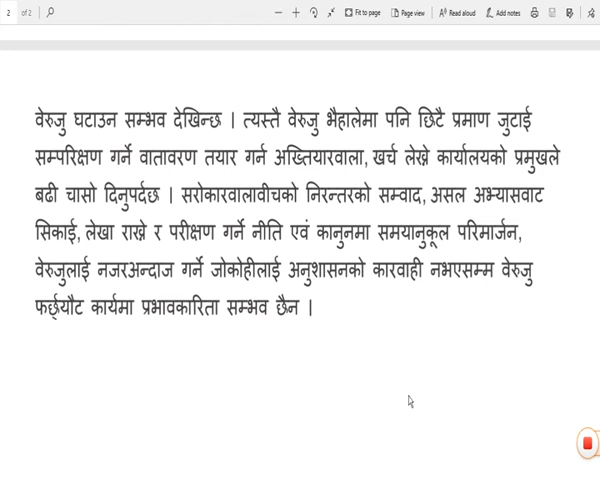 2 of 2 Fit to page Page view Read aloud Add notes
वेरुजु घटाउन सम्भव देखिन्छ । त्यस्तै वेरुजु भैहालेमा पनि छिटै प्रमाण जुटाई
सम्परिक्षण गर्ने वातावरण तयार गर्न अख्तियारवाला, खर्च लेख्ने कार्यालयको प्रमुखले
बढी चासो दिनुपर्दछ । सरोकारवालावीचको निरन्तरको सम्वाद, असल अभ्यासवाट
सिकाई, लेखा राख्ने र परीक्षण गर्ने नीति एवं कानुनमा समयानुकूल परिमार्जन,
वेरुजुलाई नजरअन्दाज गर्ने जोकोहीलाई अनुशासनको कारवाही नभएसम्म वेरुजु
फर्छ्यौट कार्यमा प्रभावकारिता सम्भव छैन ।